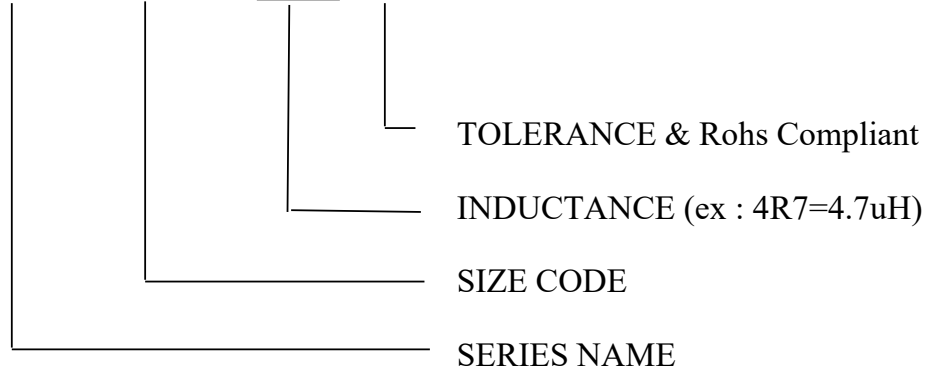 TOLERANCE & Rohs Compliant
INDUCTANCE (ex : 4R7=4.7uH)
SIZE CODE
SERIES NAME